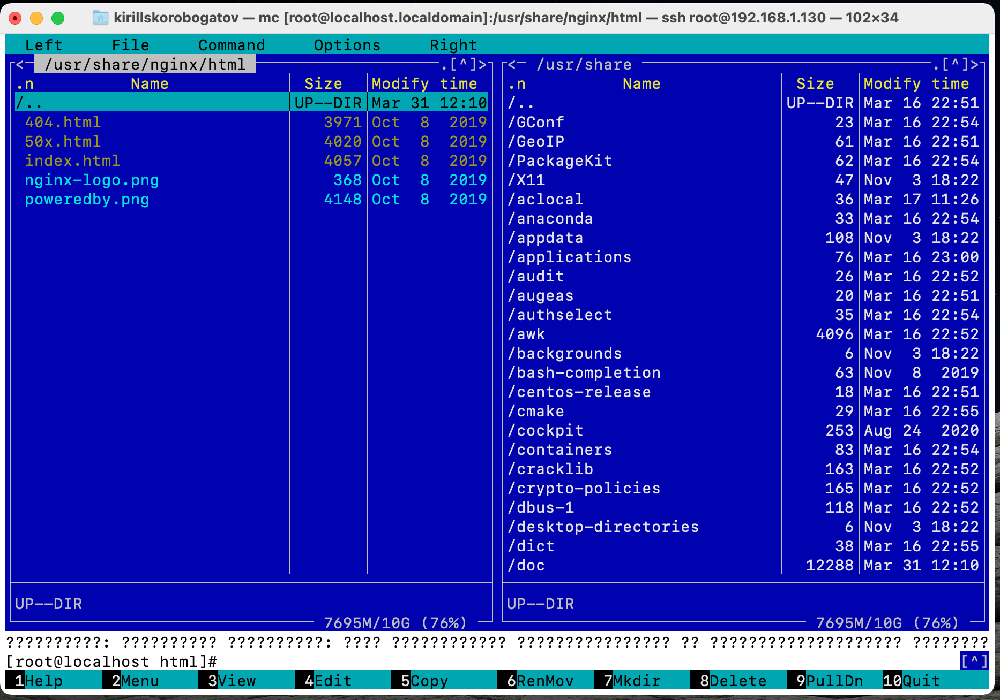 kirillskorobogatov — mc [root@localhost.localdomain]:/usr/share/nginx/html — ssh root@192.168.1.130 — 102×34
Left File Command Options Right
<─ /usr/share/nginx/html .[^]>
.n Name Size Modify time
/.. UP--DIR Mar 31 12:10
404.html 3971 Oct 8 2019
50x.html 4020 Oct 8 2019
index.html 4057 Oct 8 2019
nginx-logo.png 368 Oct 8 2019
poweredby.png 4148 Oct 8 2019
UP--DIR
7695M/10G (76%)
<─ /usr/share .[^]>
.n Name Size Modify time
/.. UP--DIR Mar 16 22:51
/GConf 23 Mar 16 22:54
/GeoIP 61 Mar 16 22:51
/PackageKit 62 Mar 16 22:54
/X11 47 Nov 3 18:22
/aclocal 36 Mar 17 11:26
/anaconda 33 Mar 16 22:54
/appdata 108 Nov 3 18:22
/applications 76 Mar 16 23:00
/audit 26 Mar 16 22:52
/augeas 20 Mar 16 22:51
/authselect 35 Mar 16 22:54
/awk 4096 Mar 16 22:52
/backgrounds 6 Nov 3 18:22
/bash-completion 63 Nov 8 2019
/centos-release 18 Mar 16 22:51
/cmake 29 Mar 16 22:55
/cockpit 253 Aug 24 2020
/containers 83 Mar 16 22:54
/cracklib 163 Mar 16 22:52
/crypto-policies 165 Mar 16 22:52
/dbus-1 118 Mar 16 22:52
/desktop-directories 6 Nov 3 18:22
/dict 38 Mar 16 22:55
/doc 12288 Mar 31 12:10
UP--DIR
7695M/10G (76%)
??????????: ?????????? ??????????: ???? ???????????? ???????????????? ?? ???????????????????? ????????
[root@localhost html]# [^]
1Help 2Menu 3View 4Edit 5Copy 6RenMov 7Mkdir 8Delete 9PullDn 10Quit